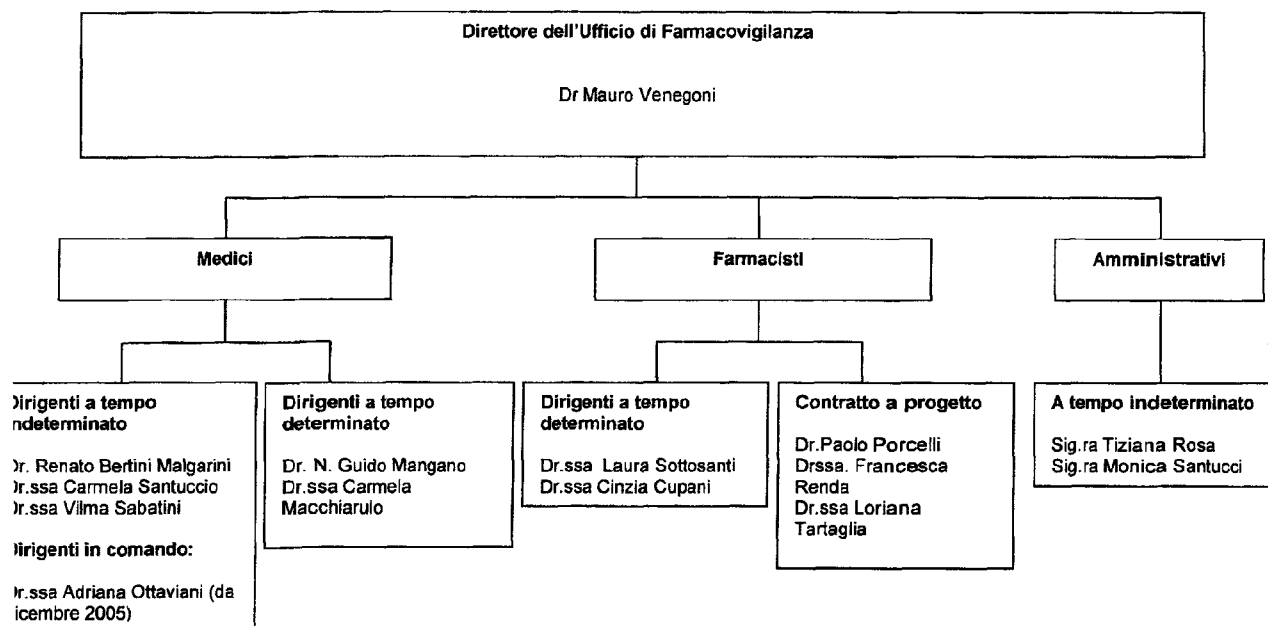 Direttore dell'Ufficio di Farmacovigilanza
Dr Mauro Venegoni
Medici
Farmacisti
Amministrativi
Dirigenti a tempo
indeterminato
Dr. Renato Bertini Malgarini
Dr.ssa Carmela Santuccio
Dr.ssa Vilma Sabatini
Dirigenti in comando:
Dr.ssa Adriana Ottaviani (da
dicembre 2005)
Dirigenti a tempo
determinato
Dr. N. Guido Mangano
Dr.ssa Carmela
Macchiarulo
Dirigenti a tempo
determinato
Dr.ssa Laura Sottosanti
Dr.ssa Cinzia Cupani
Contratto a progetto
Dr.Paolo Porcelli
Drssa. Francesca
Renda
Dr.ssa Loriana
Tartaglia
A tempo indeterminato
Sig.ra Tiziana Rosa
Sig.ra Monica Santucci